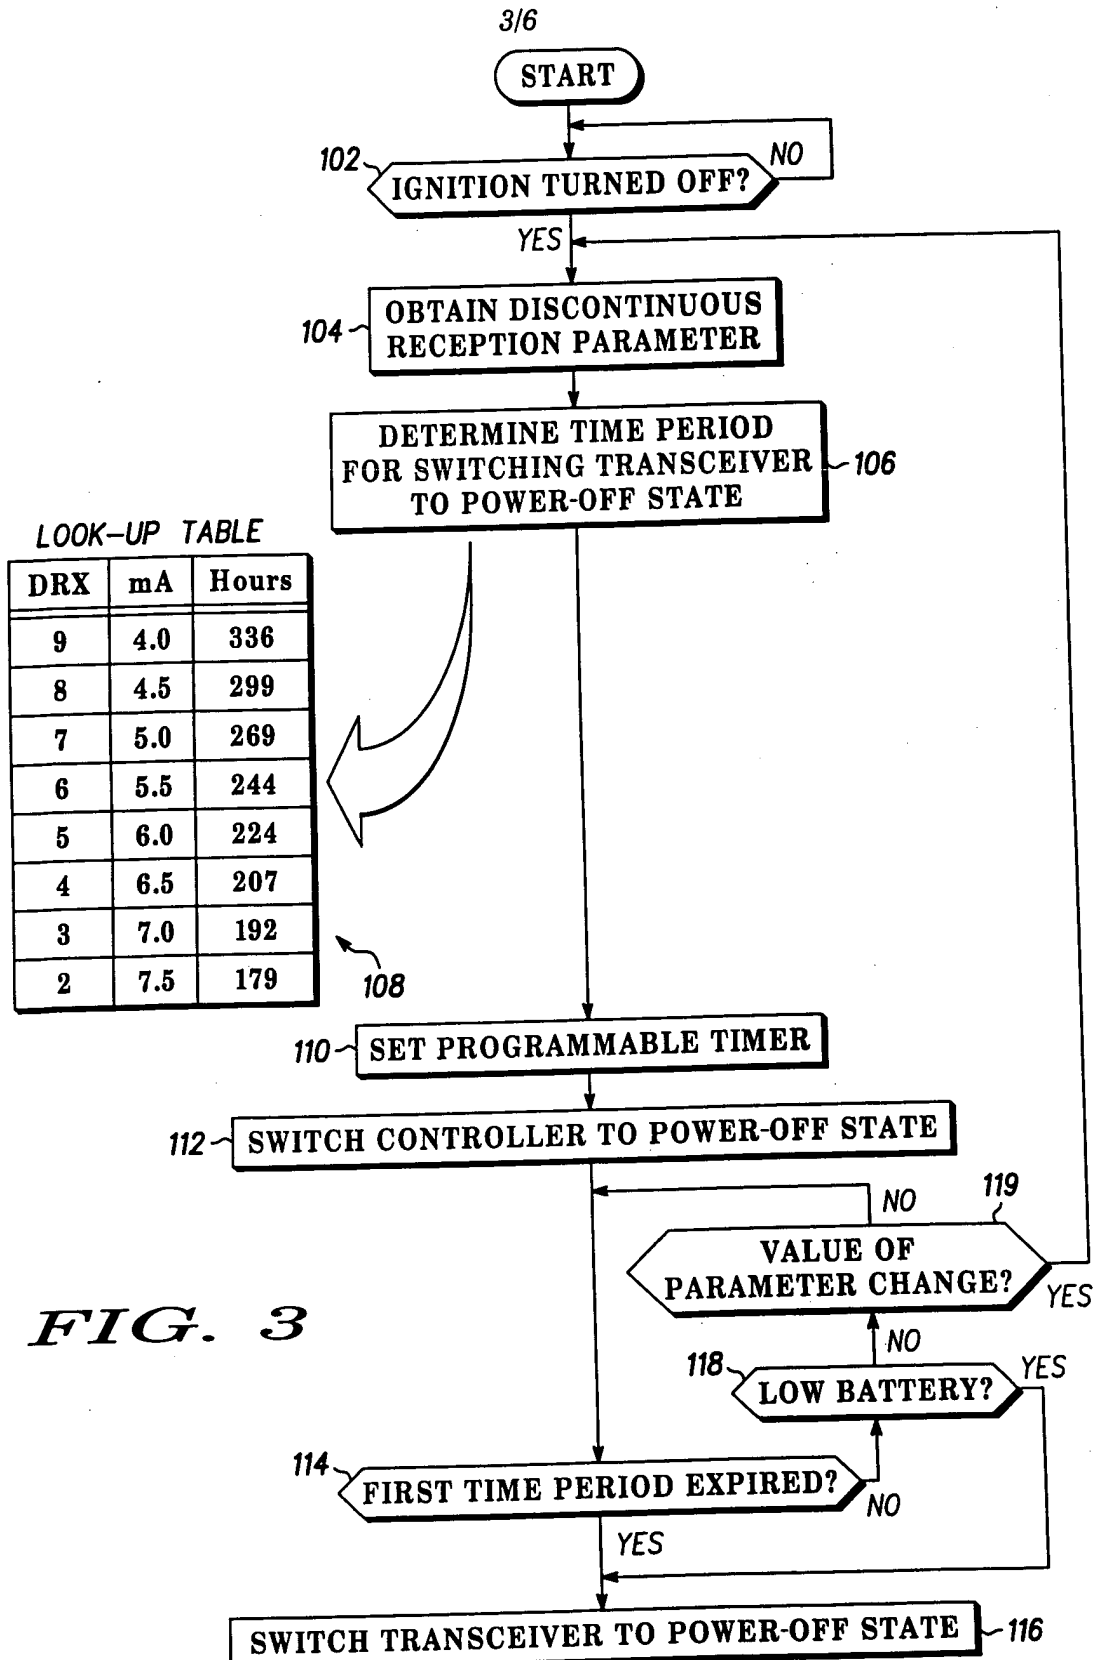 3/6
START
102
IGNITION TURNED OFF?
NO
YES
104
OBTAIN DISCONTINUOUS
RECEPTION PARAMETER
DETERMINE TIME PERIOD
FOR SWITCHING TRANSCEIVER
TO POWER-OFF STATE
106
LOOK-UP TABLE
DRX mA Hours
9 4.0 336
8 4.5 299
7 5.0 269
6 5.5 244
5 6.0 224
4 6.5 207
3 7.0 192
2 7.5 179
108
110
SET PROGRAMMABLE TIMER
112
SWITCH CONTROLLER TO POWER-OFF STATE
119
NO
VALUE OF
PARAMETER CHANGE?
YES
FIG. 3
NO
118
LOW BATTERY?
YES
114
FIRST TIME PERIOD EXPIRED?
NO
YES
SWITCH TRANSCEIVER TO POWER-OFF STATE
116